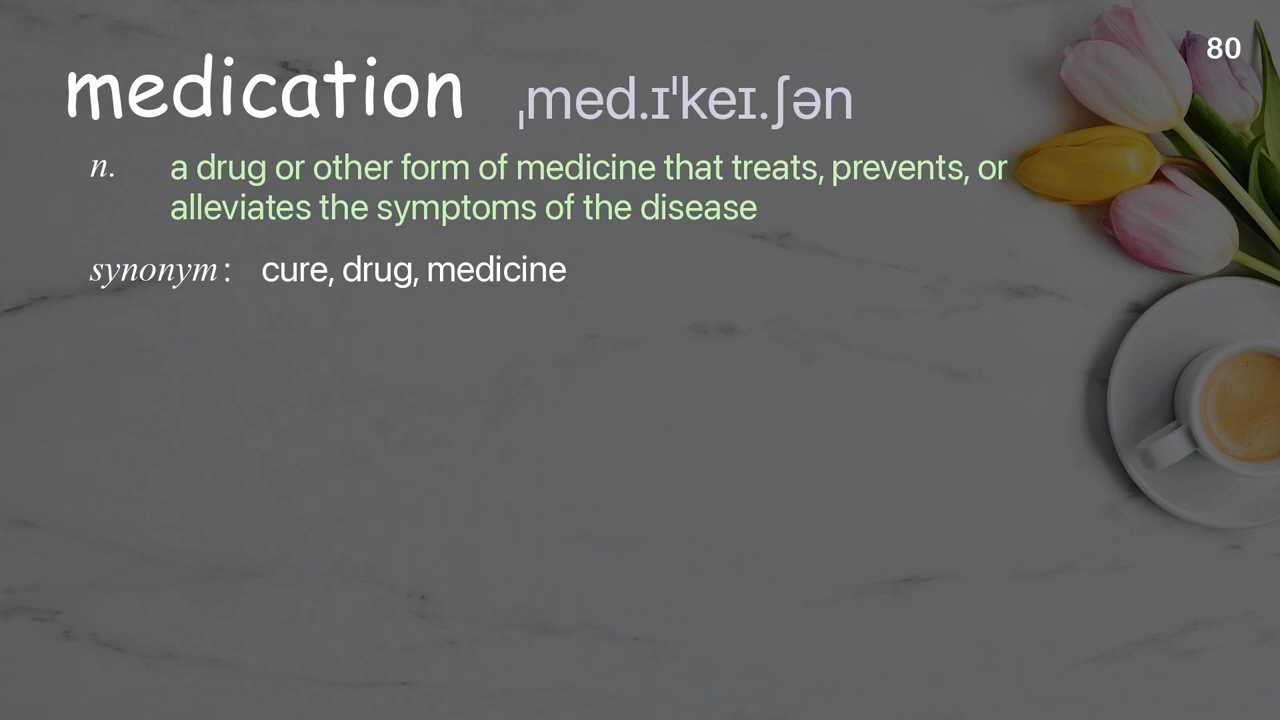 80
medication ˌmed.ɪˈkeɪ.ʃən
n. a drug or other form of medicine that treats, prevents, or
alleviates the symptoms of the disease
synonym: cure, drug, medicine